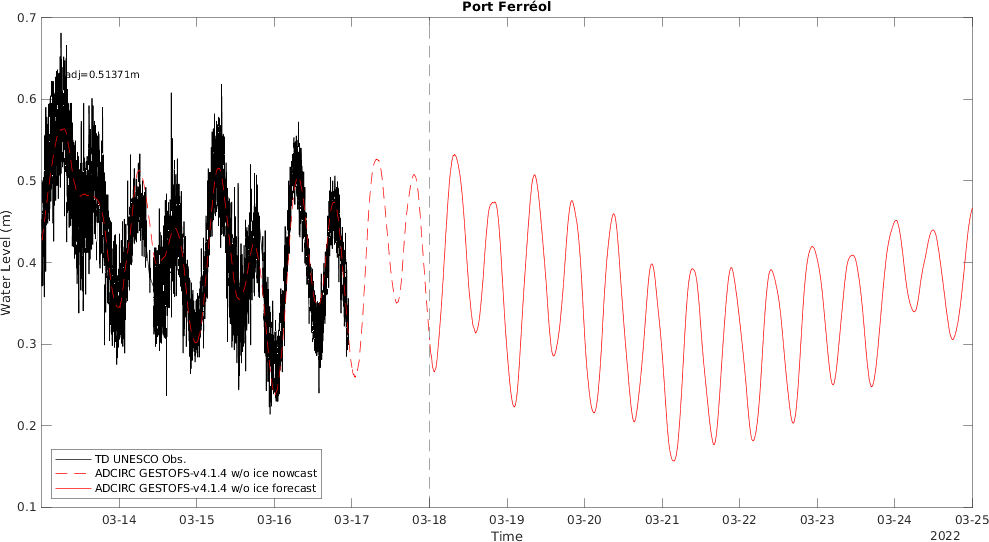 Port Ferréol
0.7
0.6
0.5
0.4
0.3
0.2
0.1
Water Level (m)
adj=0.51371m
TD UNESCO Obs.
ADCIRC GESTOFS-v4.1.4 w/o ice nowcast
ADCIRC GESTOFS-v4.1.4 w/o ice forecast
03-14 03-15 03-16 03-17 03-18 03-19 03-20 03-21 03-22 03-23 03-24 03-25
Time
2022